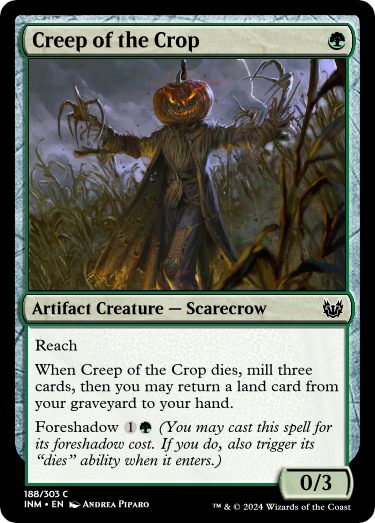 Creep of the Crop
Artifact Creature — Scarecrow
Reach
When Creep of the Crop dies, mill three
cards, then you may return a land card from
your graveyard to your hand.
Foreshadow 1 (You may cast this spell for
its foreshadow cost. If you do, also trigger its
“dies” ability when it enters.)
0/3
188/303 C
INM • EN Andrea Piparo
™ & © 2024 Wizards of the Coast